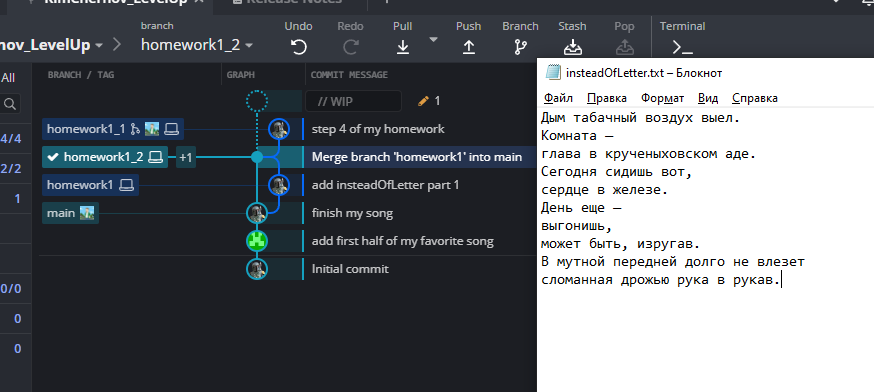 Kimenernov_LevelUp
Release Notes
branch
nov_LevelUp
homework1_2
Undo
Redo
Pull
Push
Branch
Stash
Pop
Terminal
All
BRANCH / TAG
GRAPH
COMMIT MESSAGE
// WIP
1
4/4
homework1_1
step 4 of my homework
homework1_2
+1
Merge branch 'homework1' into main
2/2
homework1
add insteadOfLetter part 1
1
main
finish my song
add first half of my favorite song
Initial commit
0/0
0
0
insteadOfLetter.txt – Блокнот
Файл Правка Формат Вид Справка
Дым табачный воздух выел.
Комната —
глава в крученыховском аде.
Сегодня сидишь вот,
сердце в железе.
День еще —
выгонишь,
может быть, изругав.
В мутной передней долго не влезет
сломанная дрожью рука в рукав.